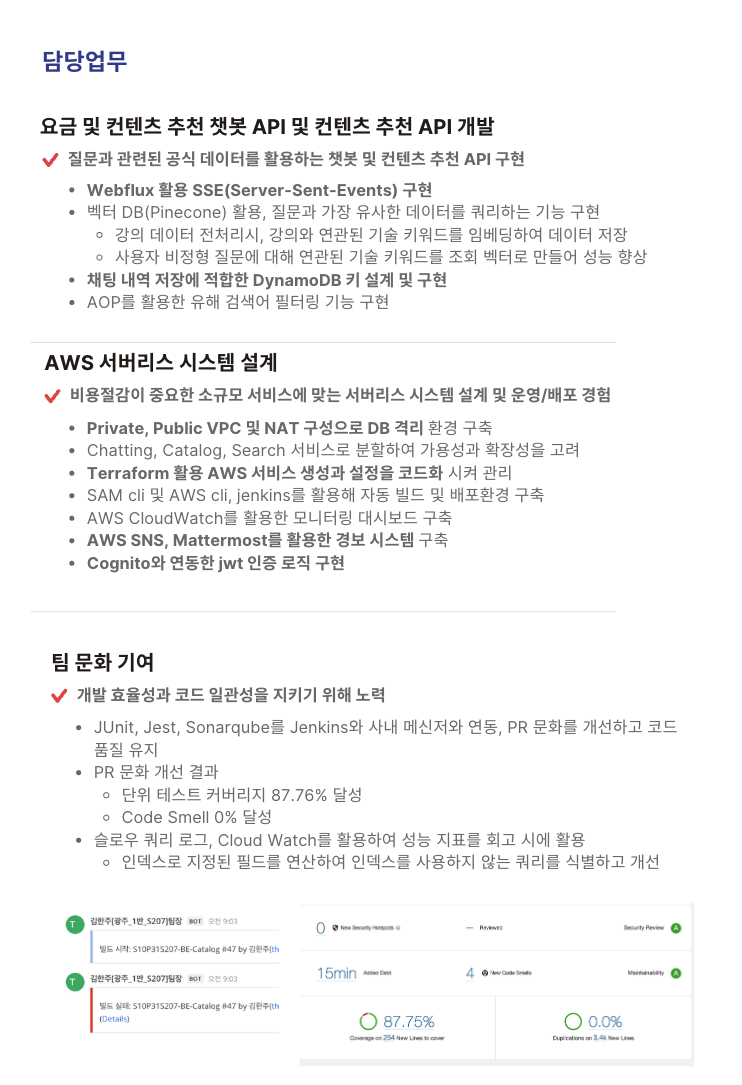 담당업무
요금 및 컨텐츠 추천 챗봇 API 및 컨텐츠 추천 API 개발
질문과 관련된 공식 데이터를 활용하는 챗봇 및 컨텐츠 추천 API 구현
• Webflux 활용 SSE(Server-Sent-Events) 구현
• 벡터 DB(Pinecone) 활용, 질문과 가장 유사한 데이터를 쿼리하는 기능 구현
◦ 강의 데이터 전처리시, 강의와 연관된 기술 키워드를 임베딩하여 데이터 저장
◦ 사용자 비정형 질문에 대해 연관된 기술 키워드를 조회 벡터로 만들어 성능 향상
• 채팅 내역 저장에 적합한 DynamoDB 키 설계 및 구현
• AOP를 활용한 유해 검색어 필터링 기능 구현
AWS 서버리스 시스템 설계
비용절감이 중요한 소규모 서비스에 맞는 서버리스 시스템 설계 및 운영/배포 경험
• Private, Public VPC 및 NAT 구성으로 DB 격리 환경 구축
• Chatting, Catalog, Search 서비스로 분할하여 가용성과 확장성을 고려
• Terraform 활용 AWS 서비스 생성과 설정을 코드화 시켜 관리
• SAM cli 및 AWS cli, jenkins를 활용해 자동 빌드 및 배포환경 구축
• AWS CloudWatch를 활용한 모니터링 대시보드 구축
• AWS SNS, Mattermost를 활용한 경보 시스템 구축
• Cognito와 연동한 jwt 인증 로직 구현
팀 문화 기여
개발 효율성과 코드 일관성을 지키기 위해 노력
• JUnit, Jest, Sonarqube를 Jenkins와 사내 메신저와 연동, PR 문화를 개선하고 코드
품질 유지
• PR 문화 개선 결과
◦ 단위 테스트 커버리지 87.76% 달성
◦ Code Smell 0% 달성
• 슬로우 쿼리 로그, Cloud Watch를 활용하여 성능 지표를 회고 시에 활용
◦ 인덱스로 지정된 필드를 연산하여 인덱스를 사용하지 않는 쿼리를 식별하고 개선
T 김한주[광주_1반_S207]팀장 BOT 오전 9:03
빌드 시작: S10P31S207-BE-Catalog #47 by 김한주(th
T 김한주[광주_1반_S207]팀장 BOT 오전 9:03
빌드 실패: S10P31S207-BE-Catalog #47 by 김한주(th
(Details)
0 New Security Hotspots — Reviewed Security Review A
15min Added Debt 4 New Code Smells Maintainability A
87.75% 0.0%
Coverage on 254 New Lines to cover Duplications on 3.4k New Lines